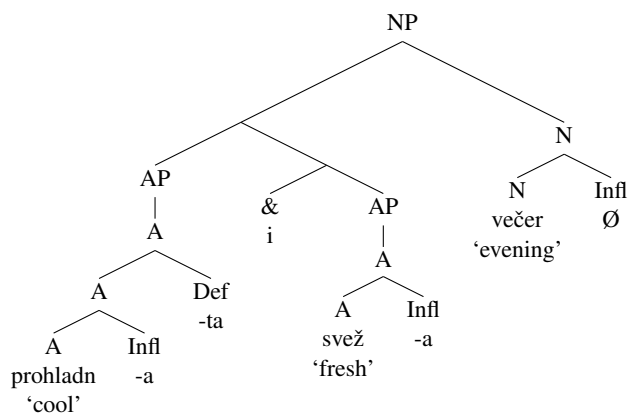 NP
N
AP & AP N Infl
i večer Ø
A A ‘evening’
A Def A Infl
-ta svež -a
A Infl ‘fresh’
prohladn -a
‘cool’